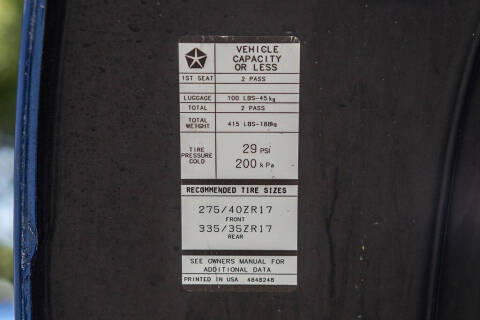 VEHICLE
CAPACITY
OR LESS
1ST SEAT 2 PASS
LUGGAGE 100 LBS-45kg
TOTAL 2 PASS
TOTAL
WEIGHT 415 LBS-188kg
TIRE
PRESSURE
COLD
29 PSI
200 kPa
RECOMMENDED TIRE SIZES
275/40ZR17
FRONT
335/35ZR17
REAR
SEE OWNERS MANUAL FOR
ADDITIONAL DATA
PRINTED IN USA 4848248